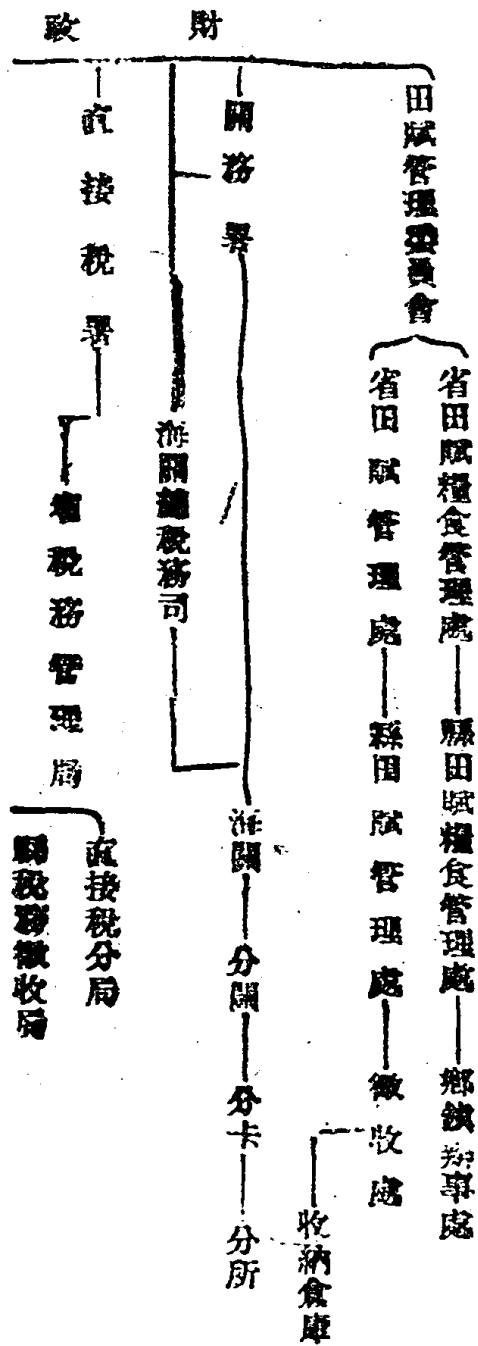 財政
田賦管理委員會
省田賦糧食管理處
縣田賦糧食管理處
鄉鎮辦事處
省田賦管理處
縣田賦管理處
徵收處
收納倉庫
關務署
海關
分關
分卡
分所
海關總稅務司
直接稅署
稅務管理局
直接稅分局
稅務徵收局